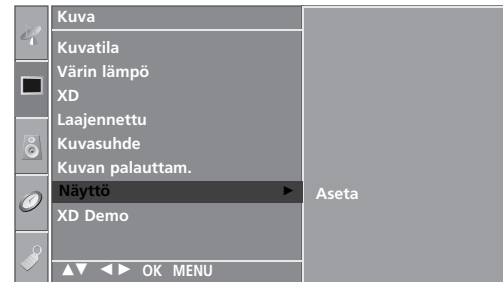 Kuva
Kuvatila
Värin lämpö
XD
Laajennettu
Kuvasuhde
Kuvan palauttam.
Näyttö ► Aseta
XD Demo
▲▼ ◄► OK MENU